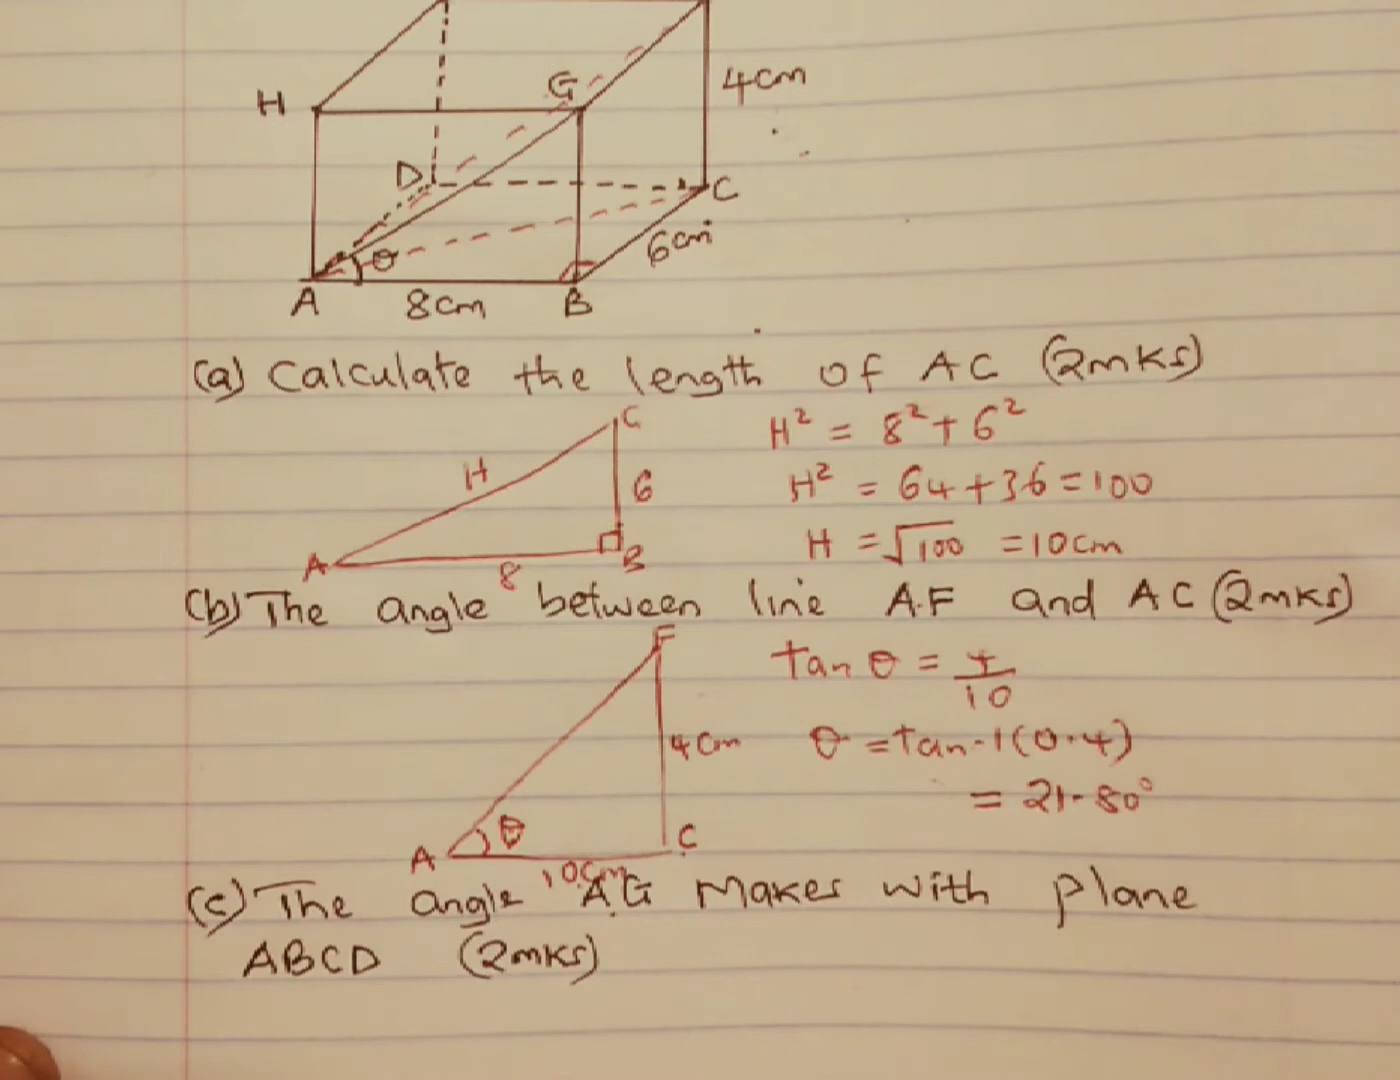 4cm
H G
D C
θ 6cm
A 8cm B
(a) Calculate the length of AC (2mks)
C H² = 8² + 6²
H 6 H² = 64 + 36 = 100
A 8 B H = √100 = 10cm
(b) The angle between line AF and AC (2mks)
F tan θ = 4/10
4cm θ = tan-1(0.4)
= 21.80°
A θ C
10cm
(c) The angle AG Makes with plane
ABCD (2mks)